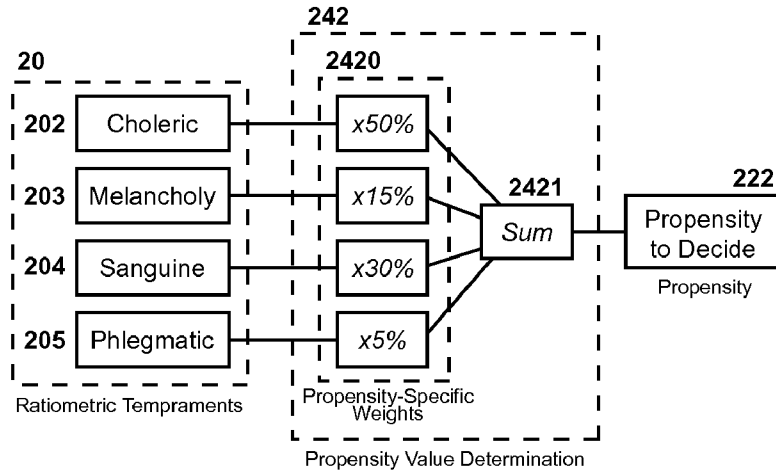 242
20
2420
202 Choleric x50%
203 Melancholy x15%
2421
222
204 Sanguine x30%
Sum
Propensity
to Decide
Propensity
205 Phlegmatic x5%
Ratiometric Tempraments
Propensity-Specific
Weights
Propensity Value Determination